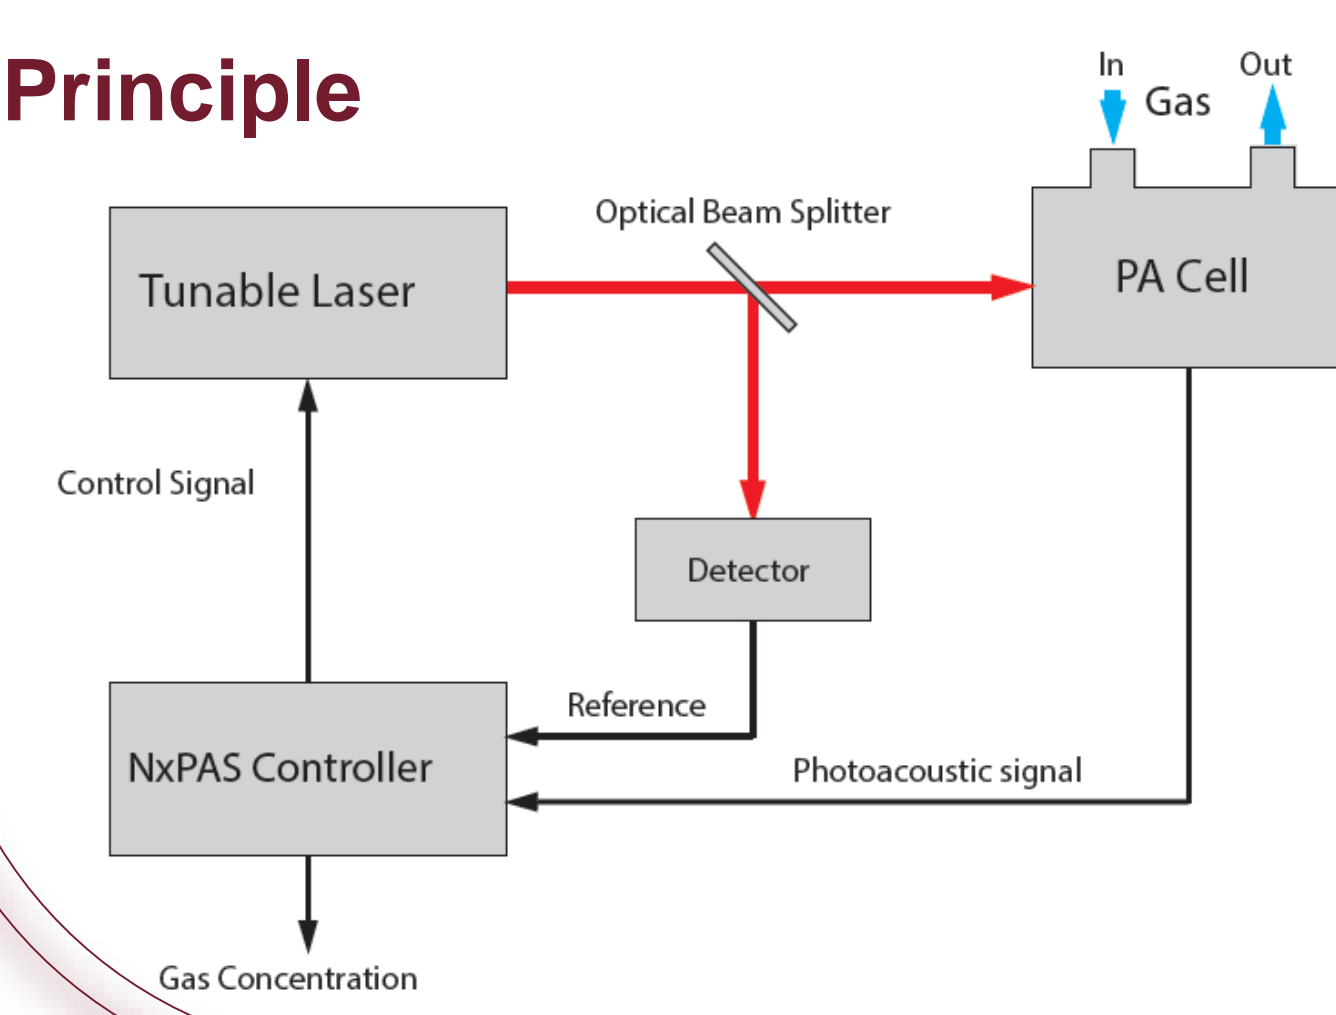 Principle
In
Out
Gas
Optical Beam Splitter
Tunable Laser
PA Cell
Control Signal
Detector
Reference
NxPAS Controller
Photoacoustic signal
Gas Concentration